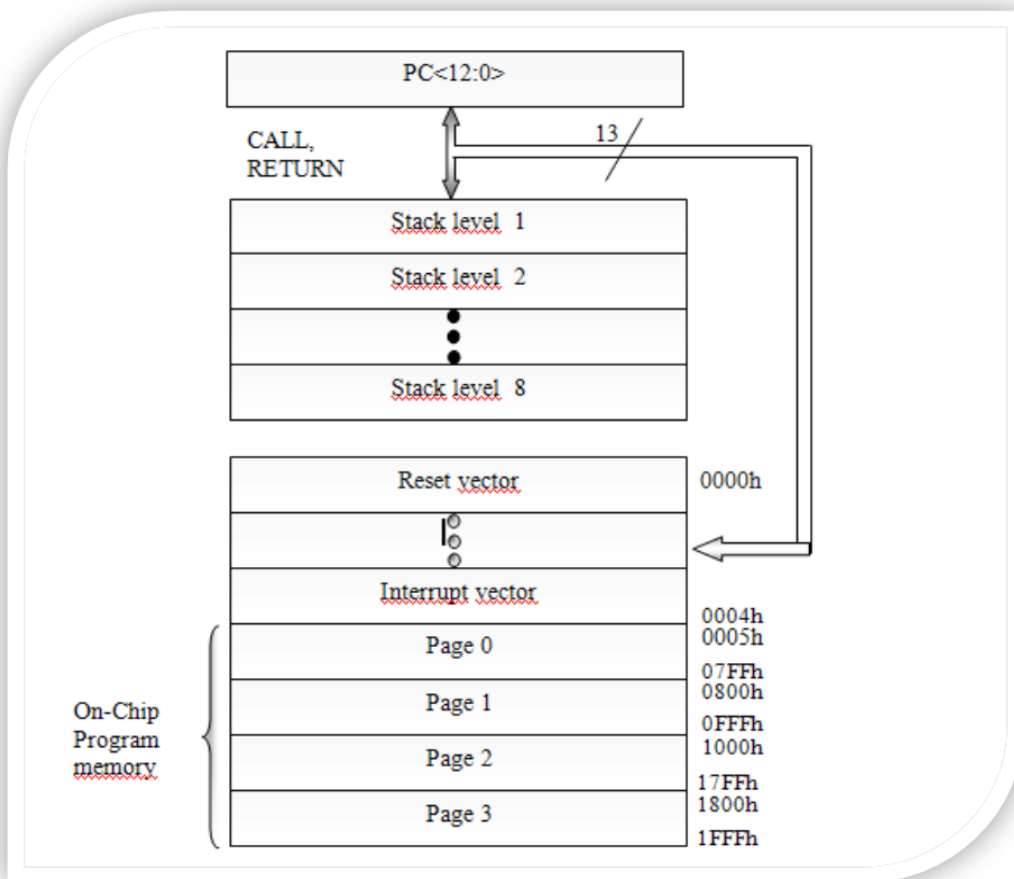 PC<12:0>
CALL,
RETURN
13
Stack level 1
Stack level 2
Stack level 8
Reset vector
0000h
Interrupt vector
0004h
0005h
Page 0
07FFh
0800h
Page 1
0FFFh
1000h
Page 2
17FFh
1800h
Page 3
1FFFh
On-Chip
Program
memory